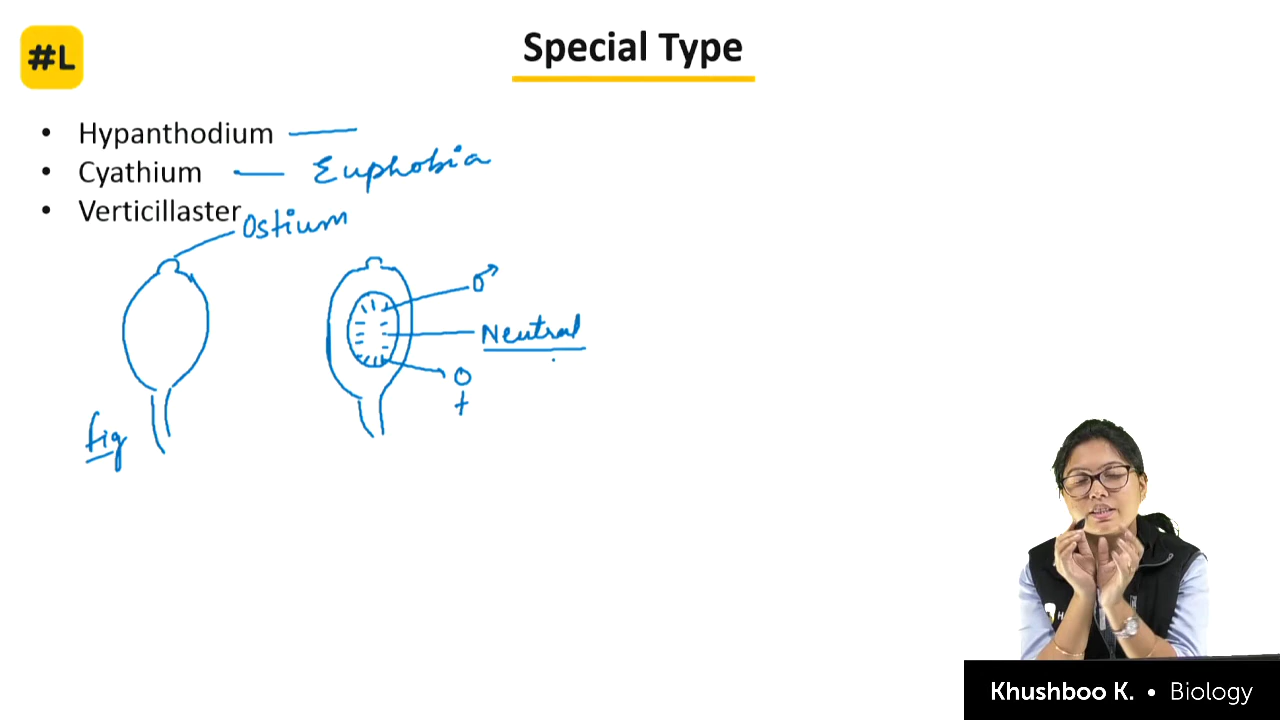 #L
Special Type
• Hypanthodium —
• Cyathium — Euphobia
• Verticillaster
Ostium
♂
Neutral
♀
fig
Khushboo K. • Biology